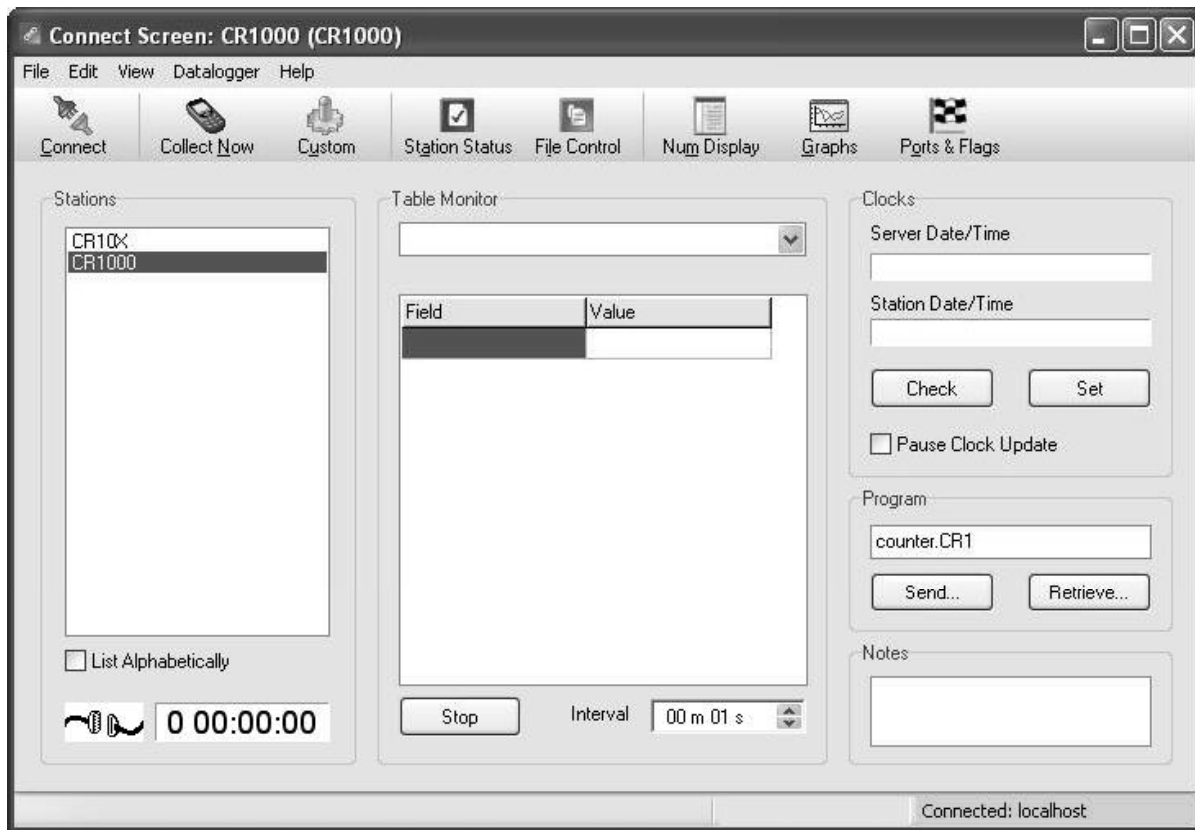 Connect Screen: CR1000 (CR1000)
File Edit View Datalogger Help
Connect Collect Now Custom Station Status File Control Num Display Graphs Ports & Flags
Stations
CR10X
CR1000
List Alphabetically
0 00:00:00
Table Monitor
Field Value
Stop Interval 00 m 01 s
Clocks
Server Date/Time
Station Date/Time
Check Set
Pause Clock Update
Program
counter.CR1
Send... Retrieve...
Notes
Connected: localhost